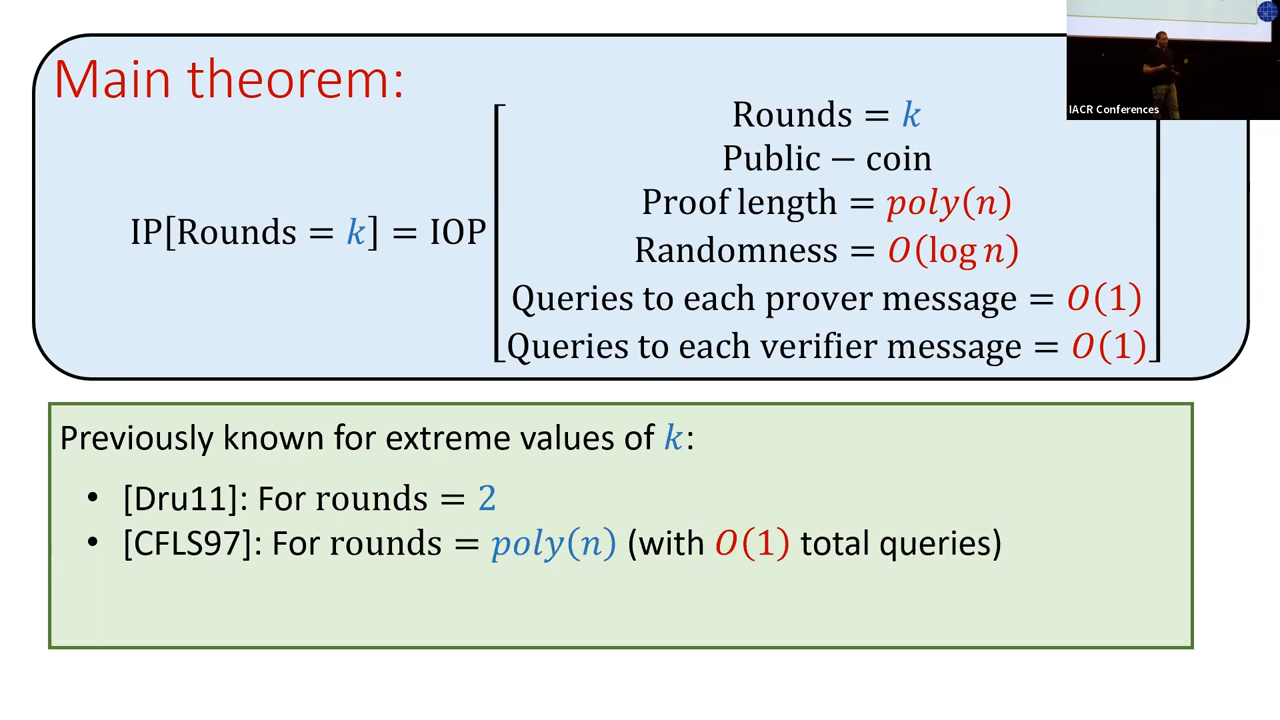 Main theorem:
IP[Rounds = k] = IOP
Rounds = k
Public − coin
Proof length = poly(n)
Randomness = O(log n)
Queries to each prover message = O(1)
Queries to each verifier message = O(1)
Previously known for extreme values of k:
• [Dru11]: For rounds = 2
• [CFLS97]: For rounds = poly(n) (with O(1) total queries)
IACR Conferences